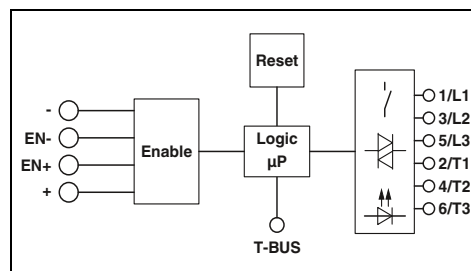 Reset
-
EN-
EN+
+
Enable
Logic
µP
T-BUS
1/L1
3/L2
5/L3
2/T1
4/T2
6/T3